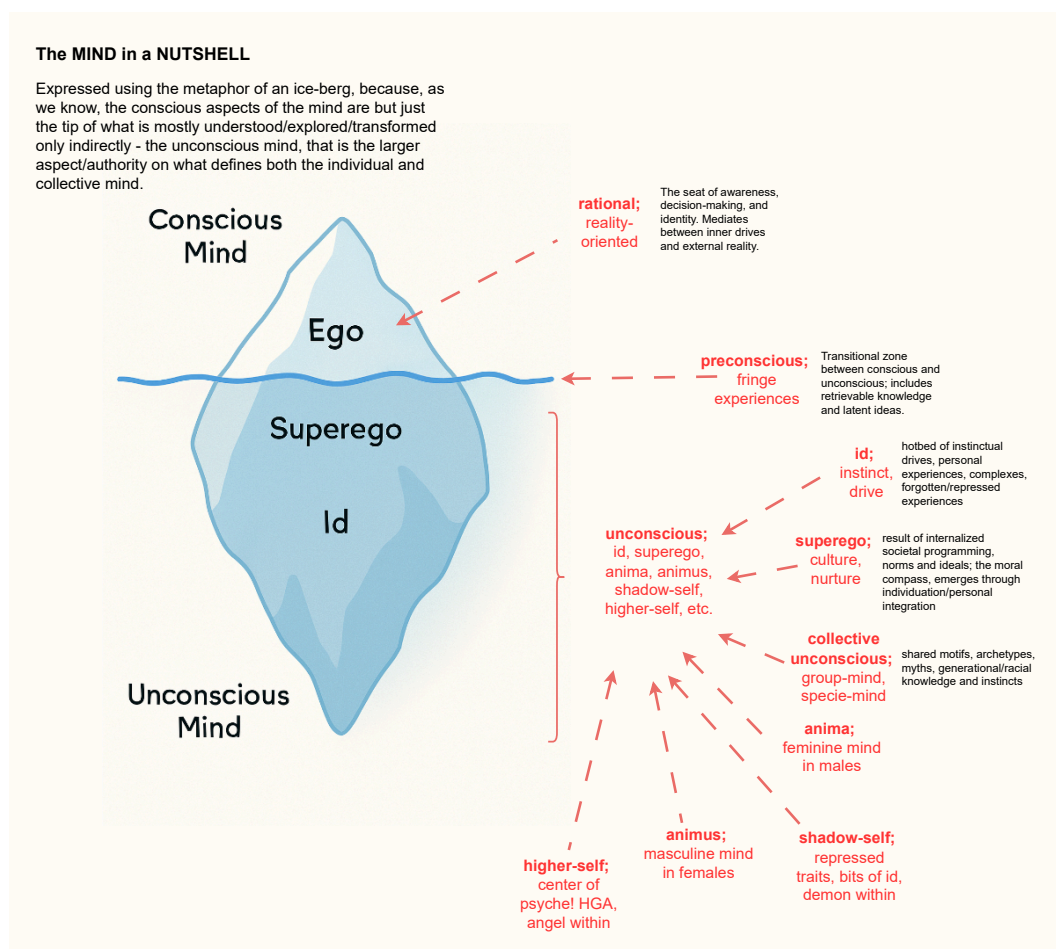 The MIND in a NUTSHELL
Expressed using the metaphor of an ice-berg, because, as
we know, the conscious aspects of the mind are but just
the tip of what is mostly understood/explored/transformed
only indirectly - the unconscious mind, that is the larger
aspect/authority on what defines both the individual and
collective mind.
Conscious
Mind
Ego
Superego
Id
Unconscious
Mind
rational;
reality-
oriented
The seat of awareness,
decision-making, and
identity. Mediates
between inner drives
and external reality.
preconscious;
fringe
experiences
Transitional zone
between conscious and
unconscious; includes
retrievable knowledge
and latent ideas.
id;
instinct,
drive
hotbed of instinctual
drives, personal
experiences, complexes,
forgotten/repressed
experiences
unconscious;
id, superego,
anima, animus,
shadow-self,
higher-self, etc.
superego;
culture,
nurture
result of internalized
societal programming,
norms and ideals; the moral
compass, emerges through
individuation/personal
integration
collective
unconscious;
group-mind,
specie-mind
shared motifs, archetypes,
myths, generational/racial
knowledge and instincts
anima;
feminine mind
in males
shadow-self;
repressed
traits, bits of id,
demon within
animus;
masculine mind
in females
higher-self;
center of
psyche! HGA,
angel within